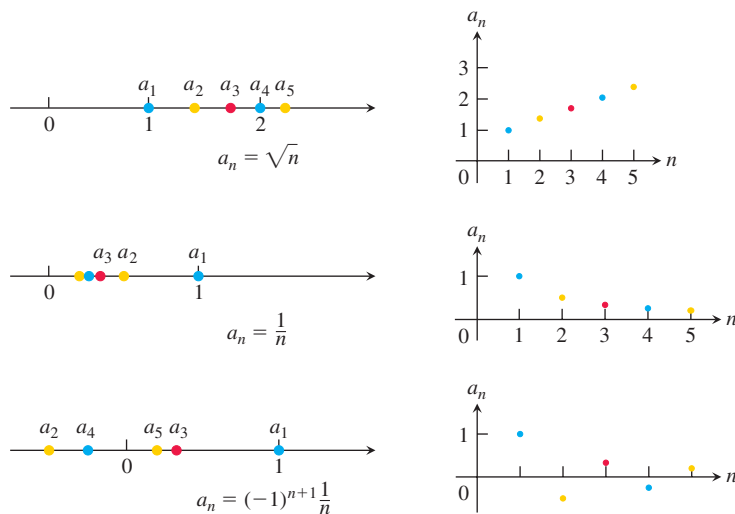 a₁ a₂ a₃ a₄ a₅
0 1 2
aₙ = √n
aₙ
3
2
1
0
1 2 3 4 5
n
a₃ a₂ a₁
0 1
aₙ = 1/n
aₙ
1
0
1 2 3 4 5
n
a₂ a₄ a₅ a₃ a₁
0 1
aₙ = (−1)ⁿ⁺¹ 1/n
aₙ
1
0
n